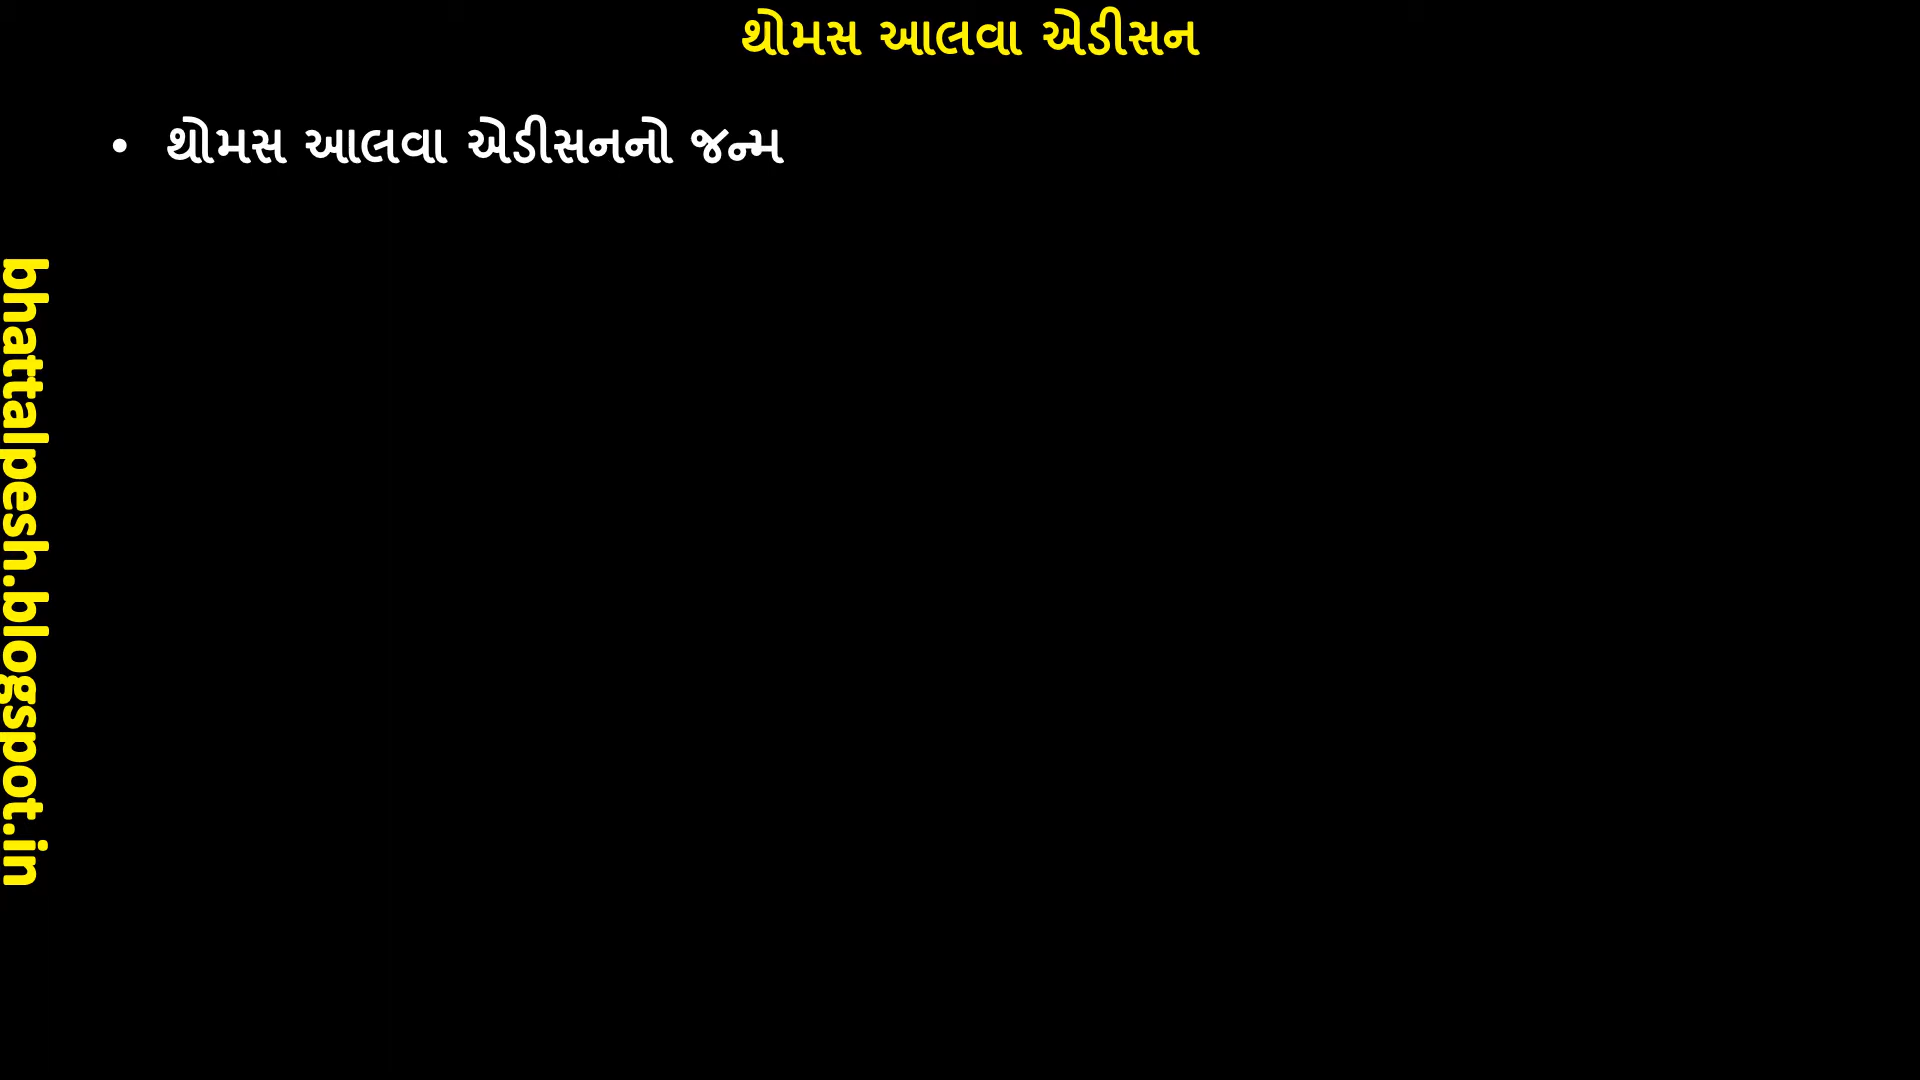 થોમસ આલવા એડીસન
• થોમસ આલવા એડીસનનો જન્મ
bhattalpesh.blogspot.in